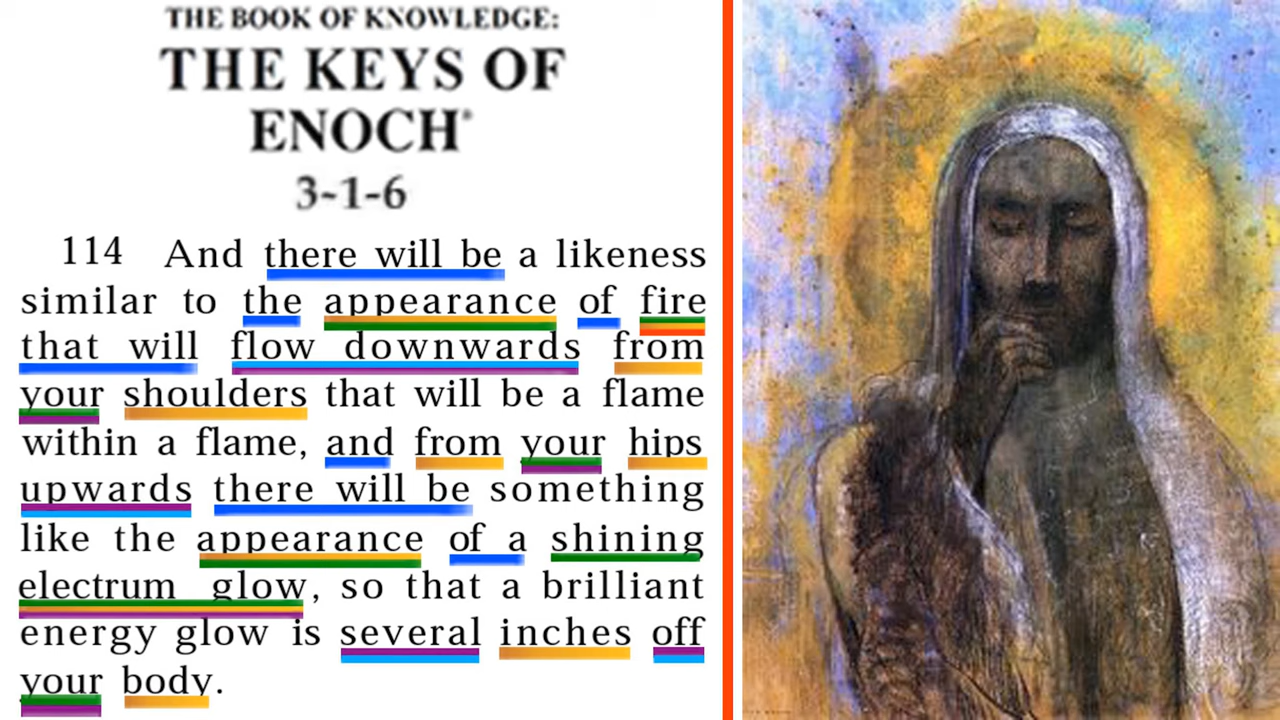 THE BOOK OF KNOWLEDGE:
THE KEYS OF
ENOCH®
3-1-6
114 And there will be a likeness
similar to the appearance of fire
that will flow downwards from
your shoulders that will be a flame
within a flame, and from your hips
upwards there will be something
like the appearance of a shining
electrum glow, so that a brilliant
energy glow is several inches off
your body.